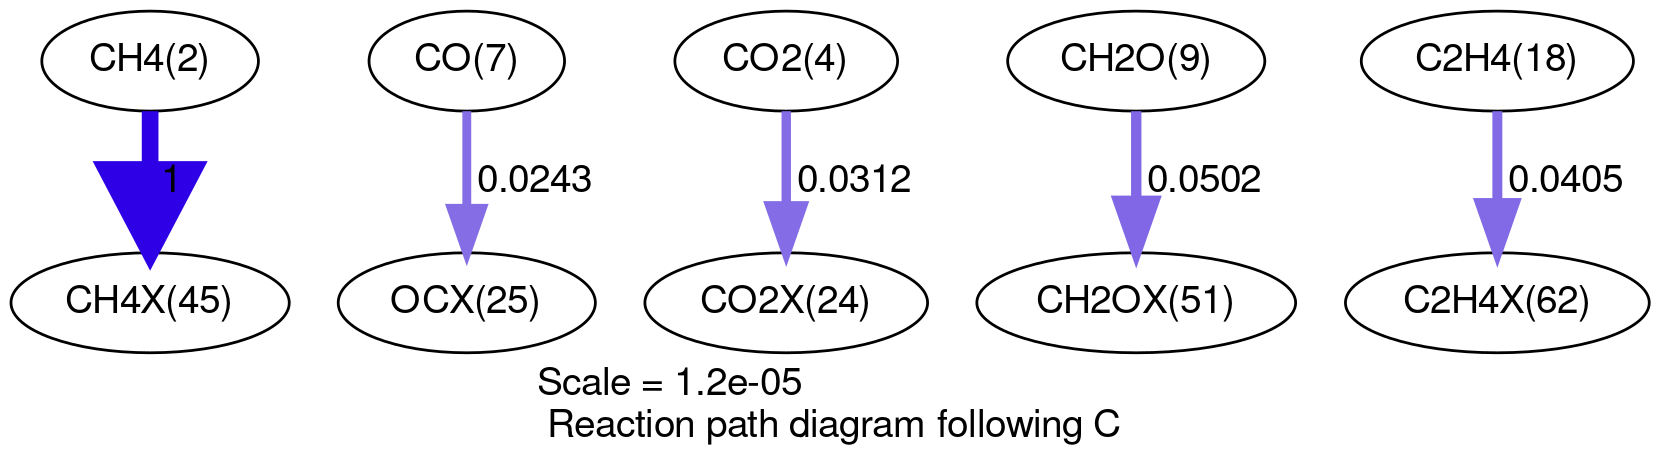 CH4(2) CO(7) CO2(4) CH2O(9) C2H4(18)
1 0.0243 0.0312 0.0502 0.0405
CH4X(45) OCX(25) CO2X(24) CH2OX(51) C2H4X(62)
Scale = 1.2e-05
Reaction path diagram following C